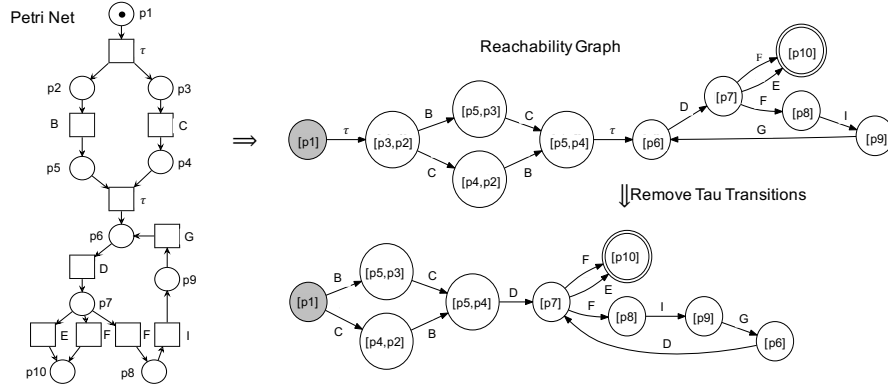 Petri Net
p1
τ
p2
p3
B
C
p5
p4
τ
p6
G
D
p9
p7
E
F
F
I
p10
p8
⇒
Reachability Graph
[p1]
τ
[p3,p2]
B
[p5,p3]
C
C
[p4,p2]
B
[p5,p4]
τ
[p6]
D
[p7]
F
E
[p10]
F
[p8]
I
[p9]
G
⇓ Remove Tau Transitions
[p1]
B
[p5,p3]
C
C
[p4,p2]
B
[p5,p4]
D
[p7]
F
E
[p10]
F
[p8]
I
[p9]
G
[p6]
D